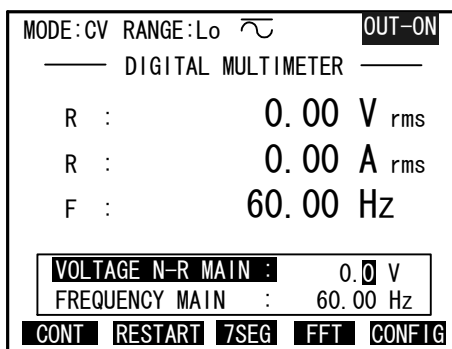 MODE:CV RANGE:Lo OUT-ON
DIGITAL MULTIMETER
R : 0.00 V rms
R : 0.00 A rms
F : 60.00 Hz
VOLTAGE N-R MAIN : 0.0 V
FREQUENCY MAIN : 60.00 Hz
CONT RESTART 7SEG FFT CONFIG